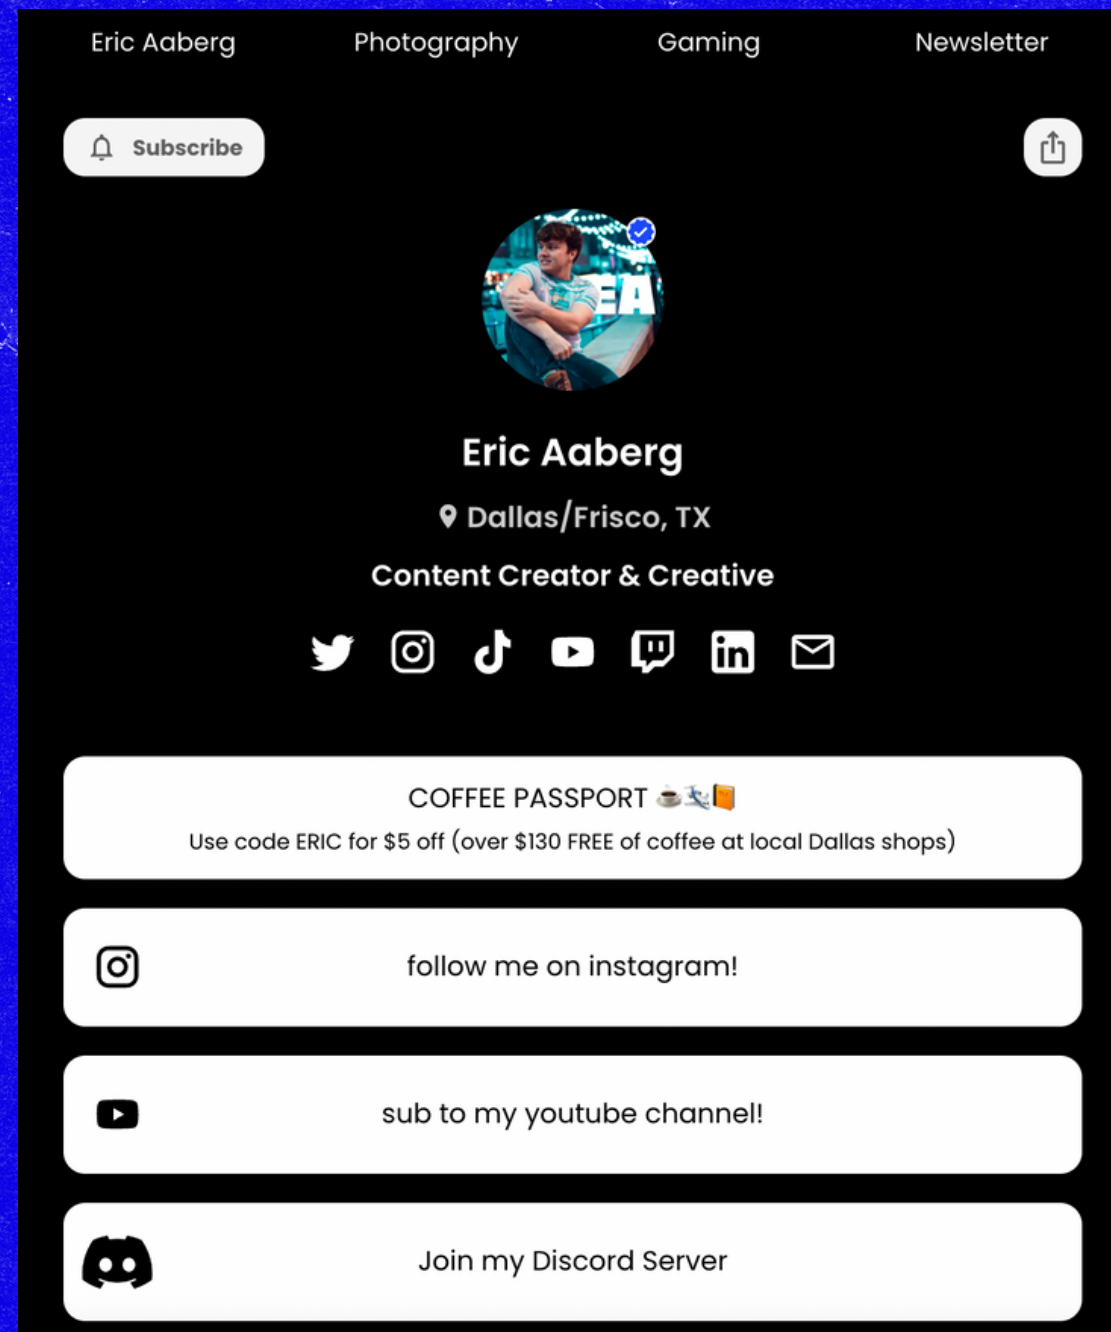 Eric Aaberg
Photography
Gaming
Newsletter
Subscribe
EA
Eric Aaberg
Dallas/Frisco, TX
Content Creator & Creative
in
COFFEE PASSPORT ☕🛩️📔
Use code ERIC for $5 off (over $130 FREE of coffee at local Dallas shops)
follow me on instagram!
sub to my youtube channel!
Join my Discord Server